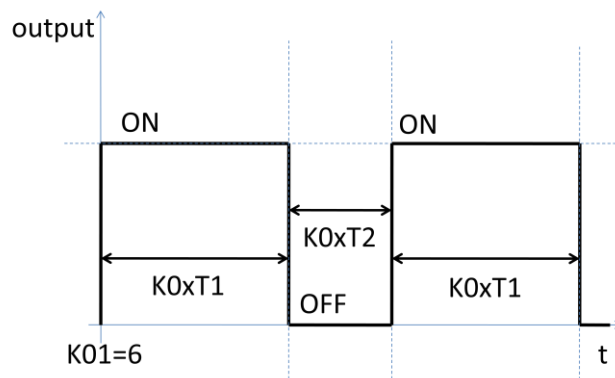 output
ON
ON
K0xT2
K0xT1
K0xT1
OFF
K01=6
t